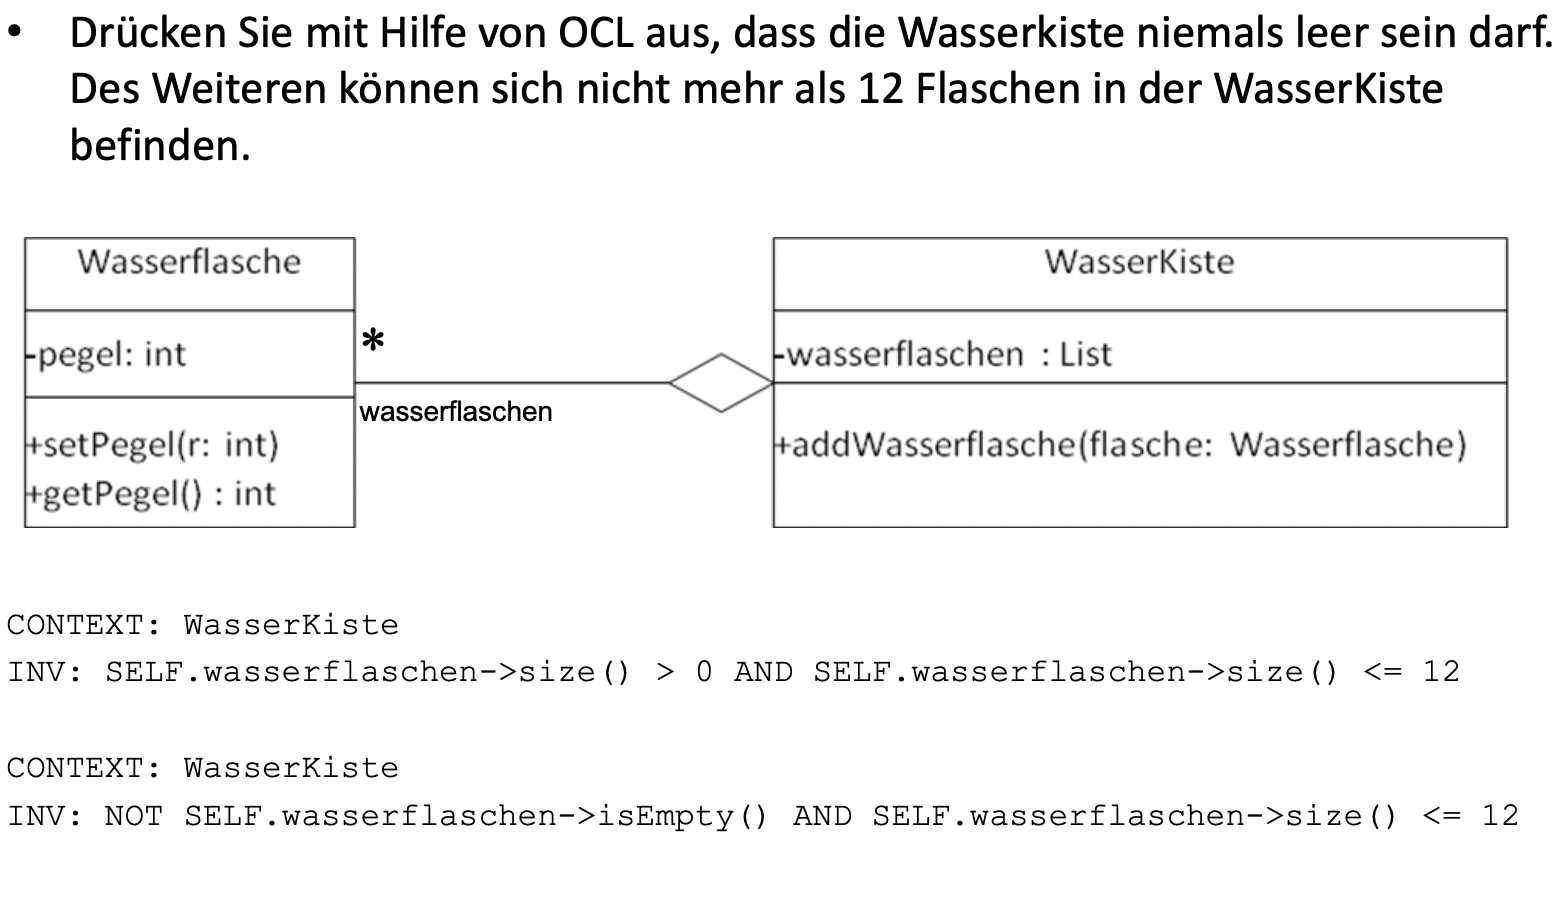 • Drücken Sie mit Hilfe von OCL aus, dass die Wasserkiste niemals leer sein darf.
Des Weiteren können sich nicht mehr als 12 Flaschen in der WasserKiste
befinden.
Wasserflasche
-pegel: int
+setPegel(r: int)
+getPegel() : int
*
wasserflaschen
WasserKiste
-wasserflaschen : List
+addWasserflasche(flasche: Wasserflasche)
CONTEXT: WasserKiste
INV: SELF.wasserflaschen->size() > 0 AND SELF.wasserflaschen->size() <= 12
CONTEXT: WasserKiste
INV: NOT SELF.wasserflaschen->isEmpty() AND SELF.wasserflaschen->size() <= 12